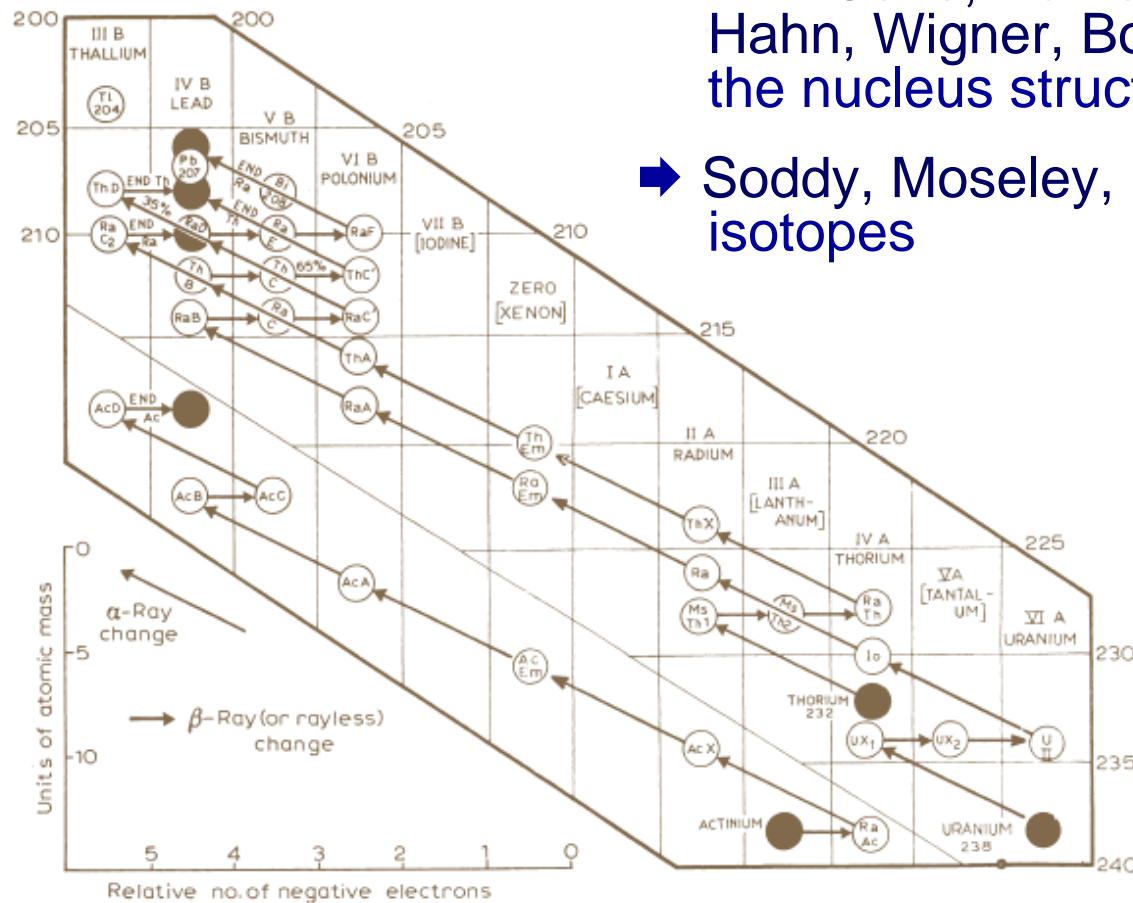 Hahn, Wigner, Bo
the nucleus struct
Soddy, Moseley,
isotopes
200
200
III B
THALLIUM
Tl
204
IV B
LEAD
205
205
V B
BISMUTH
VI B
POLONIUM
VII B
[IODINE]
ZERO
[XENON]
I A
[CAESIUM]
II A
RADIUM
III A
[LANTH-
ANUM]
IV A
THORIUM
VA
[TANTAL-
UM]
VI A
URANIUM
Pb
207
END
Ra
Bi
208
Th D
END Th
35%
END
Th
210
210
Ra
C2
END
Ra
RaD
Ra
E
RaF
Th
B
Th
C
65%
ThC'
RaB
Ra
C
RaC'
215
ThA
AcD
END
Ac
RaA
Th
Em
220
Ra
Em
AcB
AcC
ThX
225
AcA
Ra
Ms
Th1
Ms
Th2
Ra
Th
Ac
Em
Io
230
THORIUM
232
UX1
UX2
U
II
235
AcX
ACTINIUM
Ra
Ac
URANIUM
238
240
0
5
10
Units of atomic mass
α-Ray
change
β-Ray (or rayless)
change
5
4
3
2
1
0
Relative no. of negative electrons